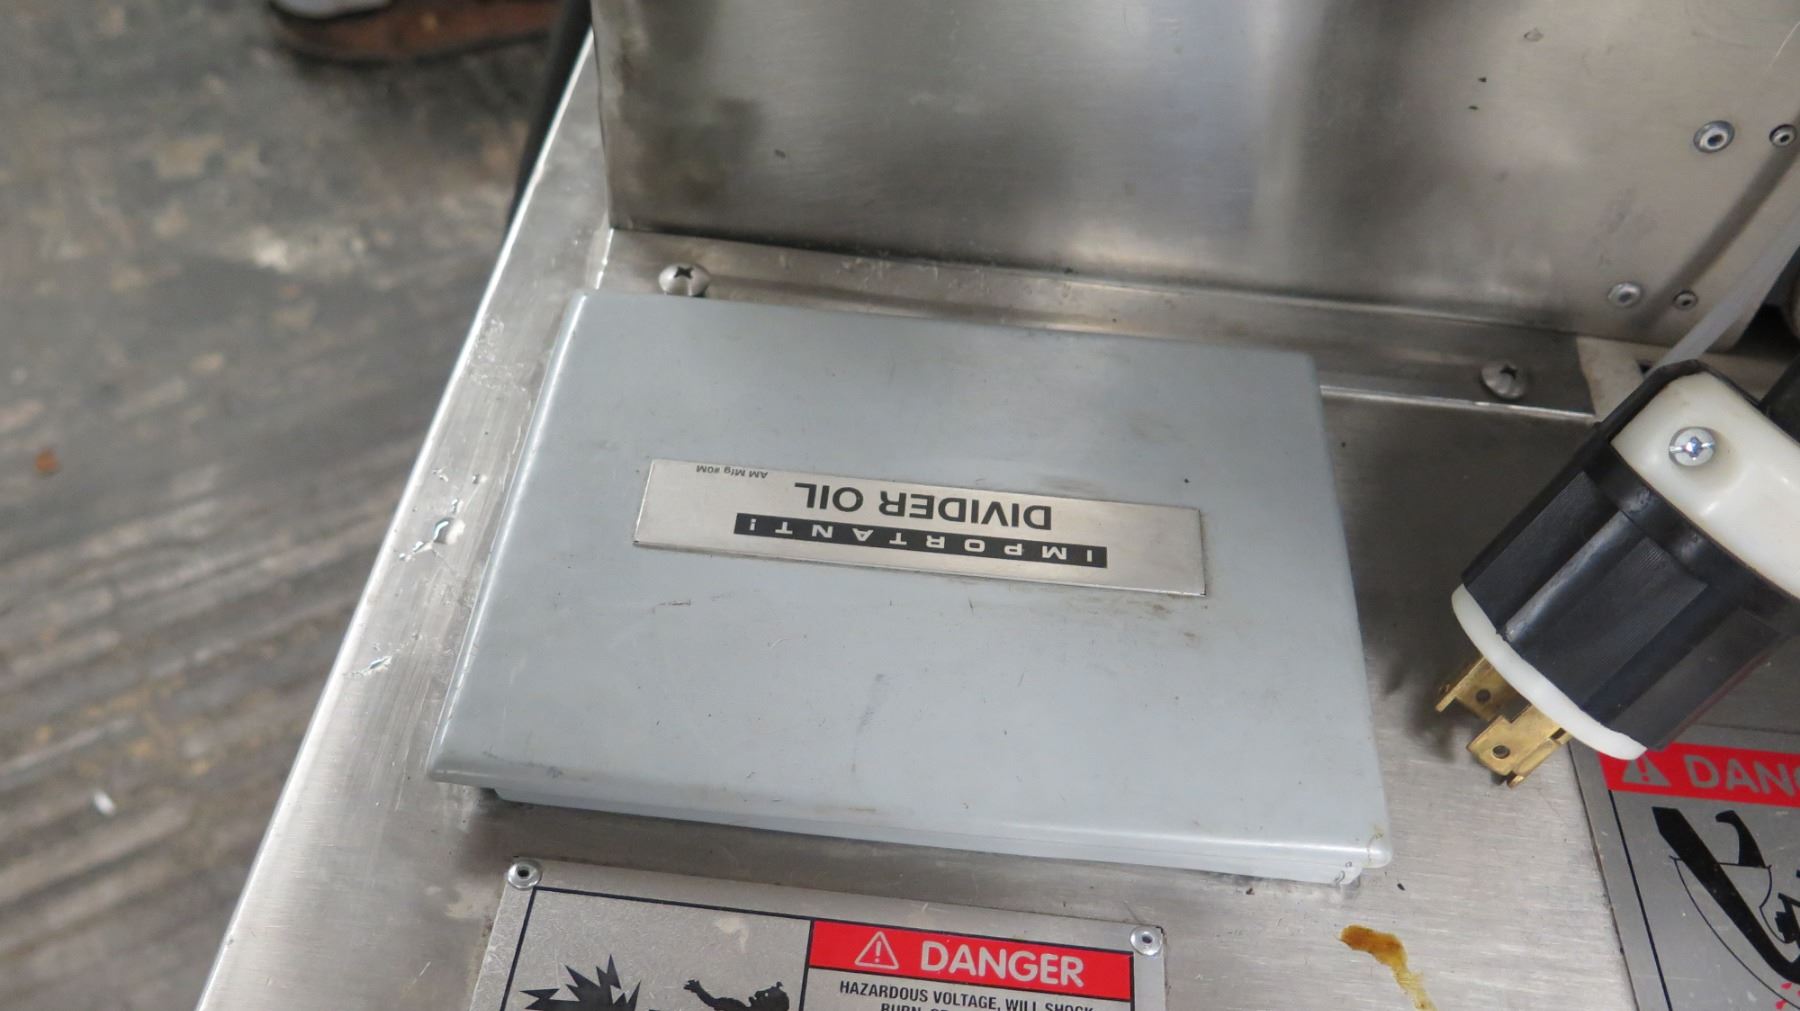 IMPORTANT!
DIVIDER OIL
AM Mfg #OM
DANGER
HAZARDOUS VOLTAGE, WILL SHOCK